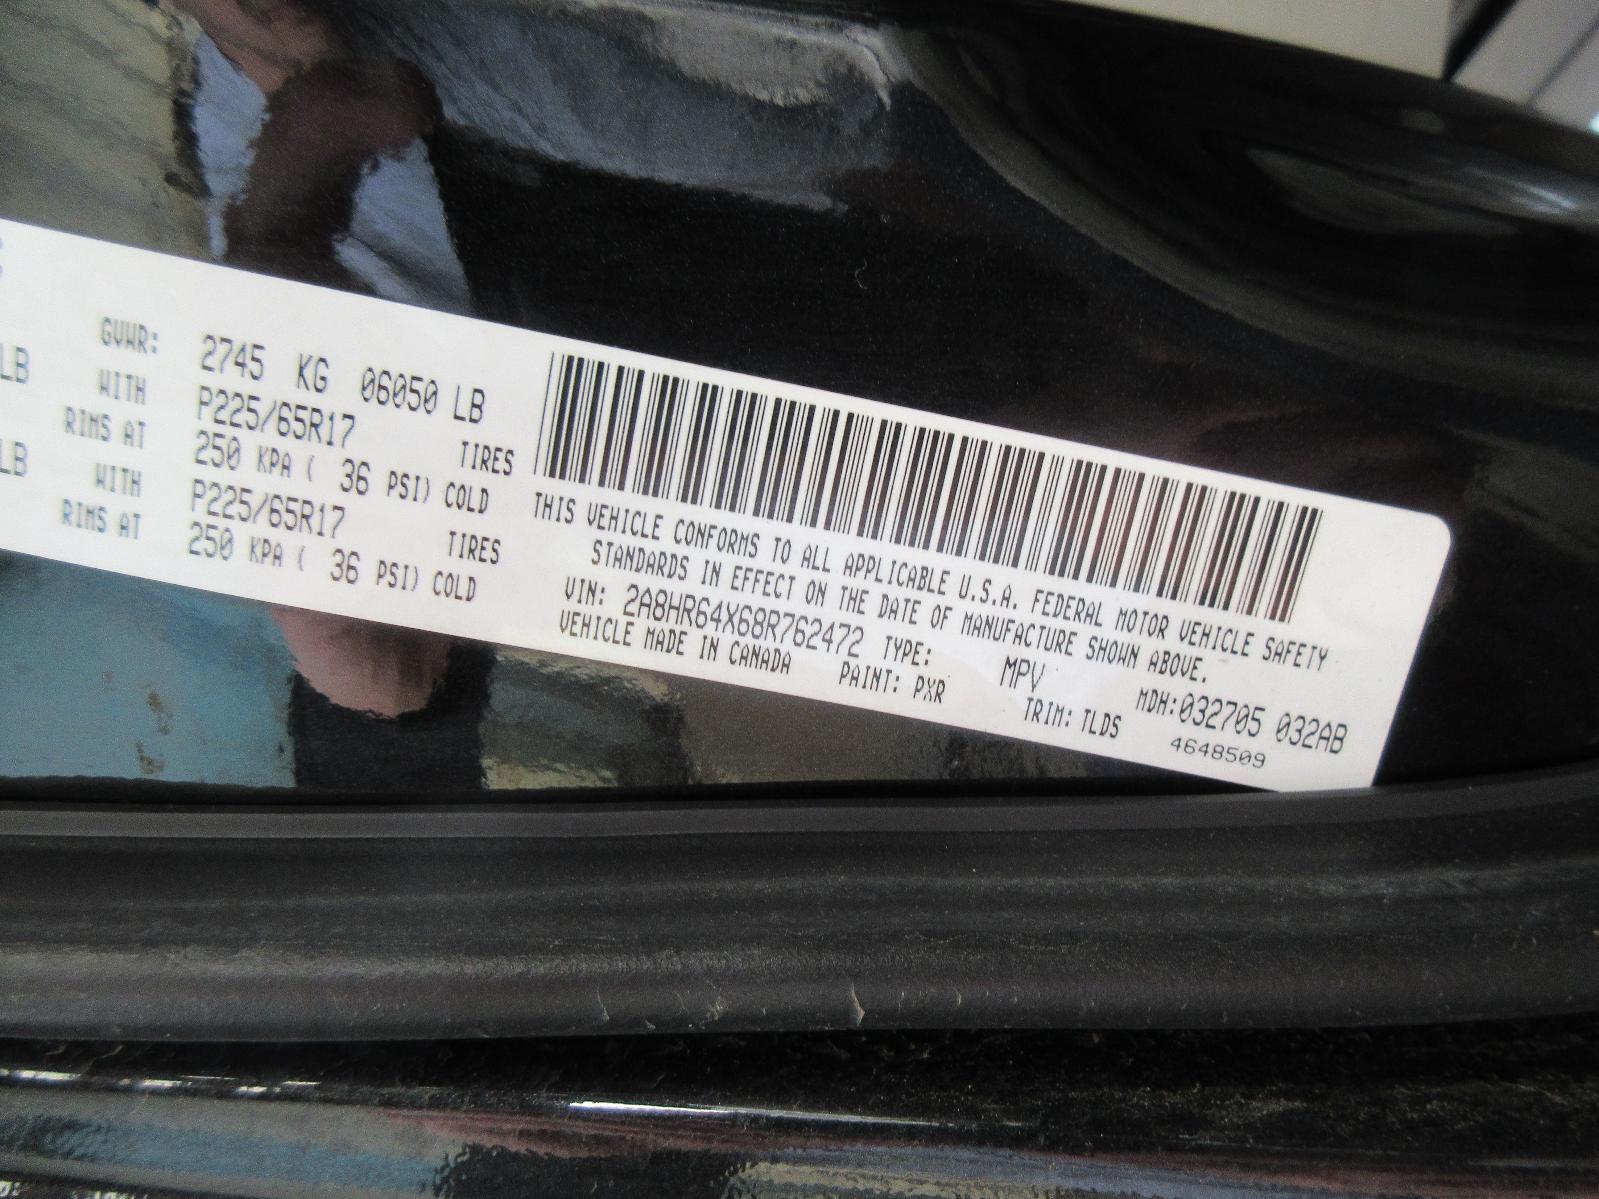 GVWR: 2745 KG 06050 LB
LB WITH P225/65R17 TIRES
RIMS AT 250 KPA ( 36 PSI) COLD
LB WITH P225/65R17 TIRES
RIMS AT 250 KPA ( 36 PSI) COLD
THIS VEHICLE CONFORMS TO ALL APPLICABLE U.S.A. FEDERAL MOTOR VEHICLE SAFETY
STANDARDS IN EFFECT ON THE DATE OF MANUFACTURE SHOWN ABOVE.
VIN: 2A8HR64X68R762472 TYPE: MPV MDH:032705 032AB
VEHICLE MADE IN CANADA PAINT: PXR TRIM: TLDS 4648509